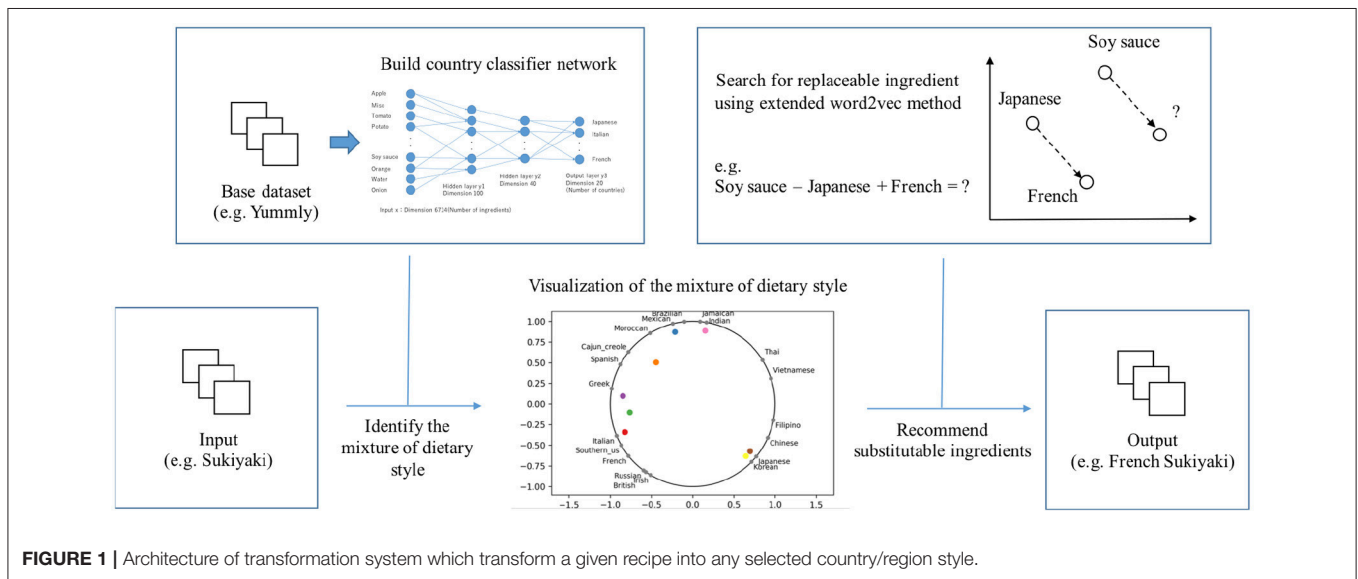 Build country classifier network
Apple
Misc
Tomato
Potato
Soy sauce
Orange
Water
Onion
Japanese
Italian
French
Hidden layer y1
Dimension 100
Hidden layer y2
Dimension 40
Output layer y3
Dimension 20
(Number of countries)
Input x : Dimension 6714(Number of ingredients)
Base dataset
(e.g. Yummly)
Search for replaceable ingredient
using extended word2vec method
e.g.
Soy sauce – Japanese + French = ?
Soy sauce
Japanese
?
French
Input
(e.g. Sukiyaki)
Identify the
mixture of dietary
style
Visualization of the mixture of dietary style
1.00
0.75
0.50
0.25
0.00
−0.25
−0.50
−0.75
−1.00
−1.5
−1.0
−0.5
0.0
0.5
1.0
1.5
Brazilian
Mexican
Moroccan
Cajun_creole
Spanish
Greek
Italian
Southern_us
French
Russian
Irish
British
Jamaican
Indian
Thai
Vietnamese
Filipino
Chinese
Japanese
Korean
Recommend
substitutable ingredients
Output
(e.g. French Sukiyaki)
FIGURE 1 | Architecture of transformation system which transform a given recipe into any selected country/region style.